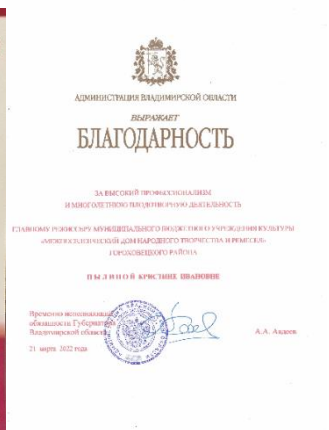 АДМИНИСТРАЦИЯ ВЛАДИМИРСКОЙ ОБЛАСТИ
ВЫРАЖАЕТ
БЛАГОДАРНОСТЬ
ЗА ВЫСОКИЙ ПРОФЕССИОНАЛИЗМ
И МНОГОЛЕТНЮЮ ПЛОДОТВОРНУЮ ДЕЯТЕЛЬНОСТЬ
ГЛАВНОМУ РЕЖИССЕРУ МУНИЦИПАЛЬНОГО БЮДЖЕТНОГО УЧРЕЖДЕНИЯ КУЛЬТУРЫ
«МЕЖПОСЕЛЕНЧЕСКИЙ ДОМ НАРОДНОГО ТВОРЧЕСТВА И РЕМЕСЕЛ»
ГОРОХОВЕЦКОГО РАЙОНА
ПЫЛИНОЙ КРИСТИНЕ ИВАНОВНЕ
Временно исполняющий
обязанности Губернатора
Владимирской области
А.А. Авдеев
21 марта 2022 года